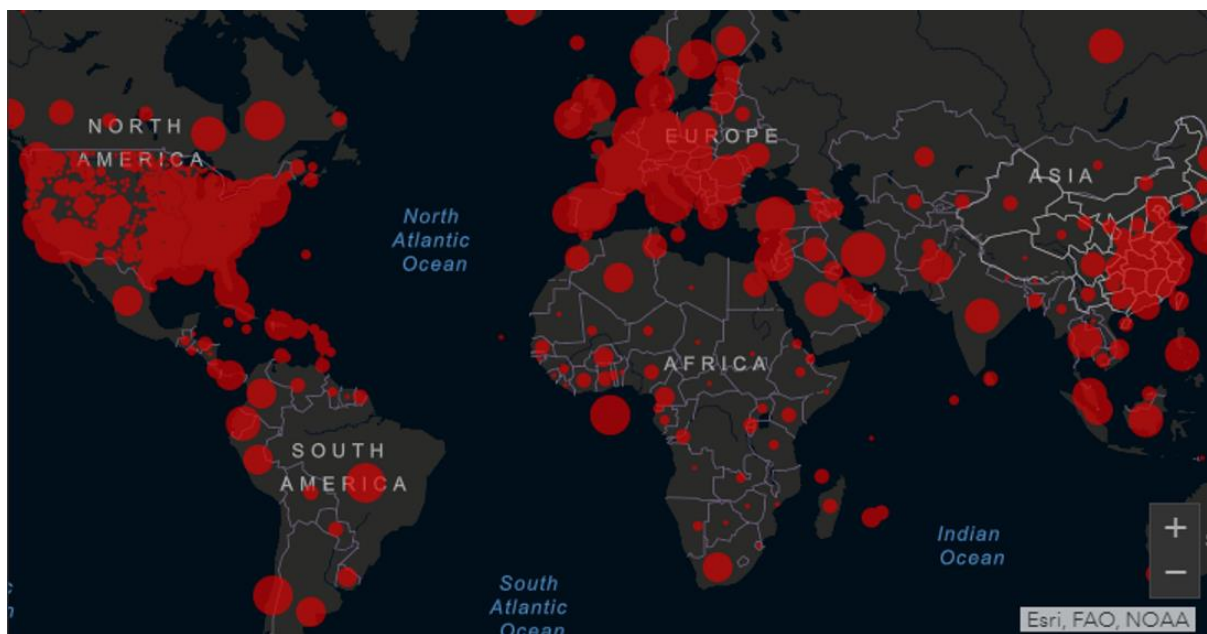 NORTH
AMERICA
EUROPE
ASIA
North
Atlantic
Ocean
AFRICA
SOUTH
AMERICA
Indian
Ocean
South
Atlantic
Ocean
+
−
Esri, FAO, NOAA